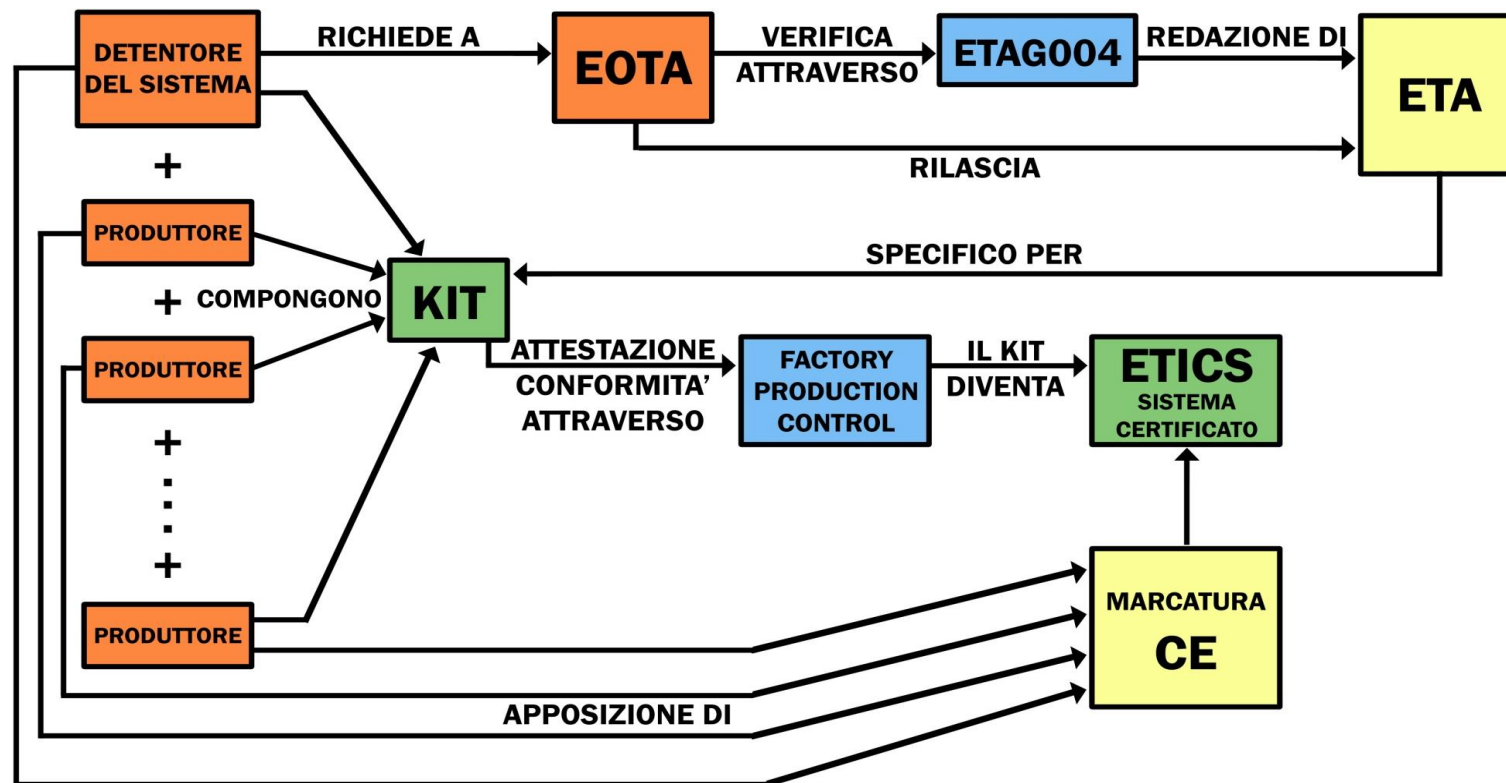 DETENTORE
DEL SISTEMA
RICHIEDE A
EOTA
VERIFICA
ATTRAVERSO
ETAG004
REDAZIONE DI
ETA
RILASCIA
+
PRODUTTORE
SPECIFICO PER
+
COMPONGONO
KIT
PRODUTTORE
ATTESTAZIONE
CONFORMITA'
ATTRAVERSO
FACTORY
PRODUCTION
CONTROL
IL KIT
DIVENTA
ETICS
SISTEMA
CERTIFICATO
+
+
PRODUTTORE
MARCATURA
CE
APPOSIZIONE DI